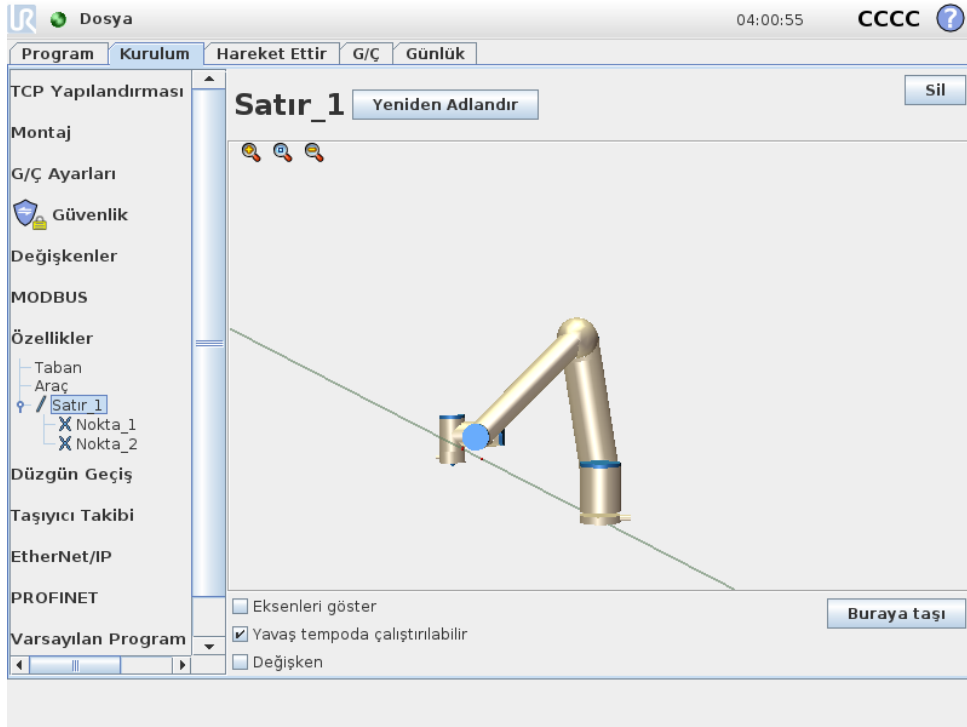 UR Dosya 04:00:55 CCCC ?
Program Kurulum Hareket Ettir G/Ç Günlük
TCP Yapılandırması
Montaj
G/Ç Ayarları
Güvenlik
Değişkenler
MODBUS
Özellikler
Taban
Araç
Satır_1
Nokta_1
Nokta_2
Düzgün Geçiş
Taşıyıcı Takibi
EtherNet/IP
PROFINET
Varsayılan Program
Satır_1 Yeniden Adlandır Sil
Eksenleri göster
Yavaş tempoda çalıştırılabilir
Değişken
Buraya taşı